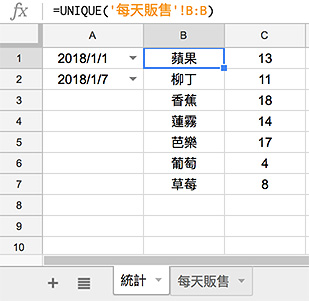 fx =UNIQUE('每天販售'!B:B)
A B C
1 2018/1/1 蘋果 13
2 2018/1/7 柳丁 11
3 香蕉 18
4 蓮霧 14
5 芭樂 17
6 葡萄 4
7 草莓 8
8
9
10
統計 每天販售